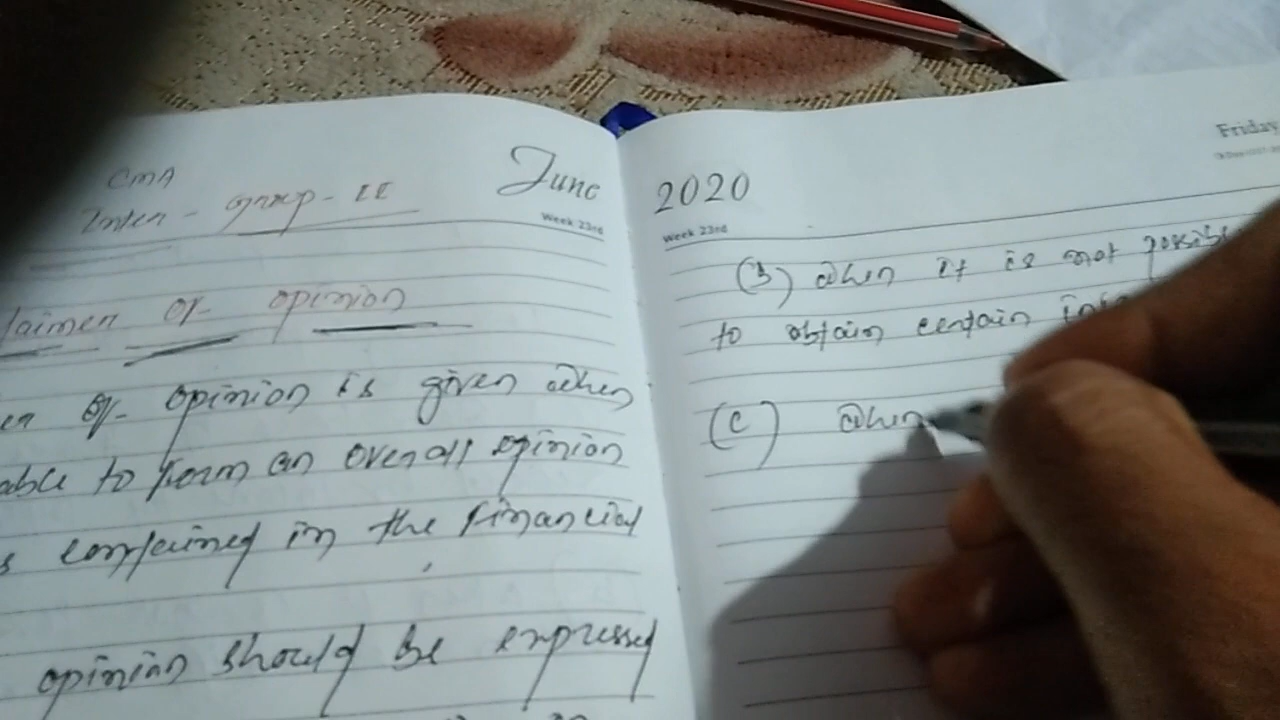 CMA
Inter - Group - II
June
Week 23rd
laimer of opinion
er of opinion is given when
able to form an overall opinion
s contained in the financial
opinion should be expressed
2020
Friday
Week 23rd
(B) when it is not possible
to obtain certain
(C) when